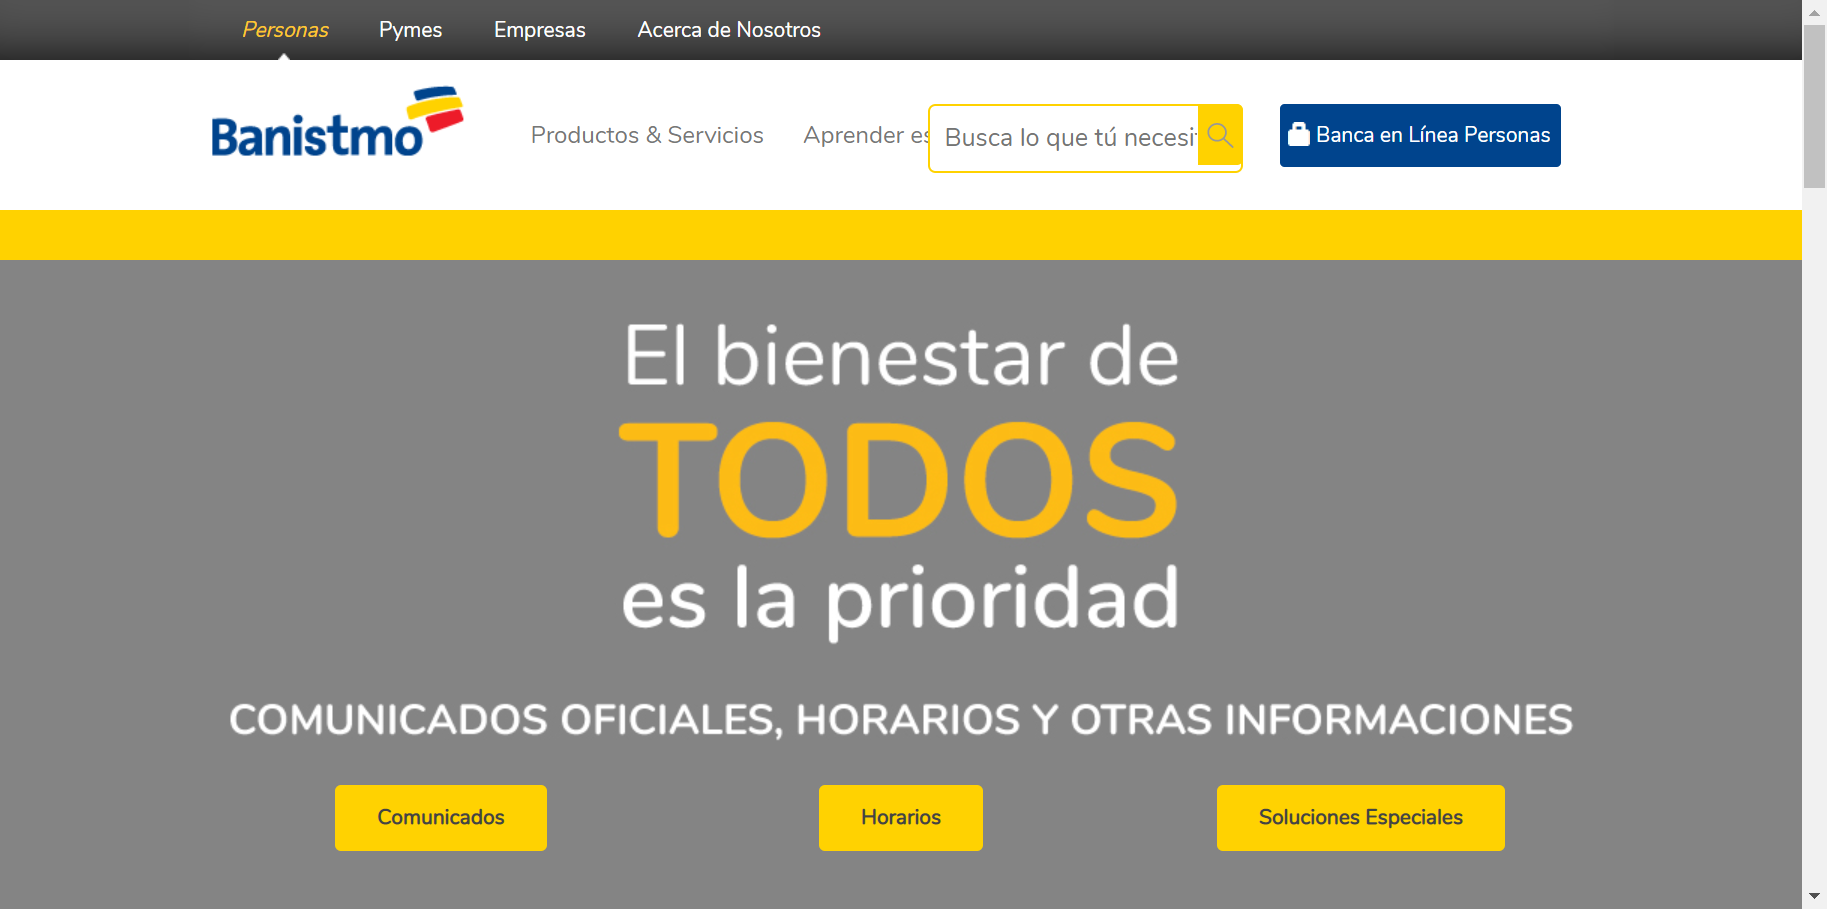 Personas Pymes Empresas Acerca de Nosotros
Banistmo
Productos & Servicios Aprender es Busca lo que tú necesit Banca en Línea Personas
El bienestar de
TODOS
es la prioridad
COMUNICADOS OFICIALES, HORARIOS Y OTRAS INFORMACIONES
Comunicados Horarios Soluciones Especiales